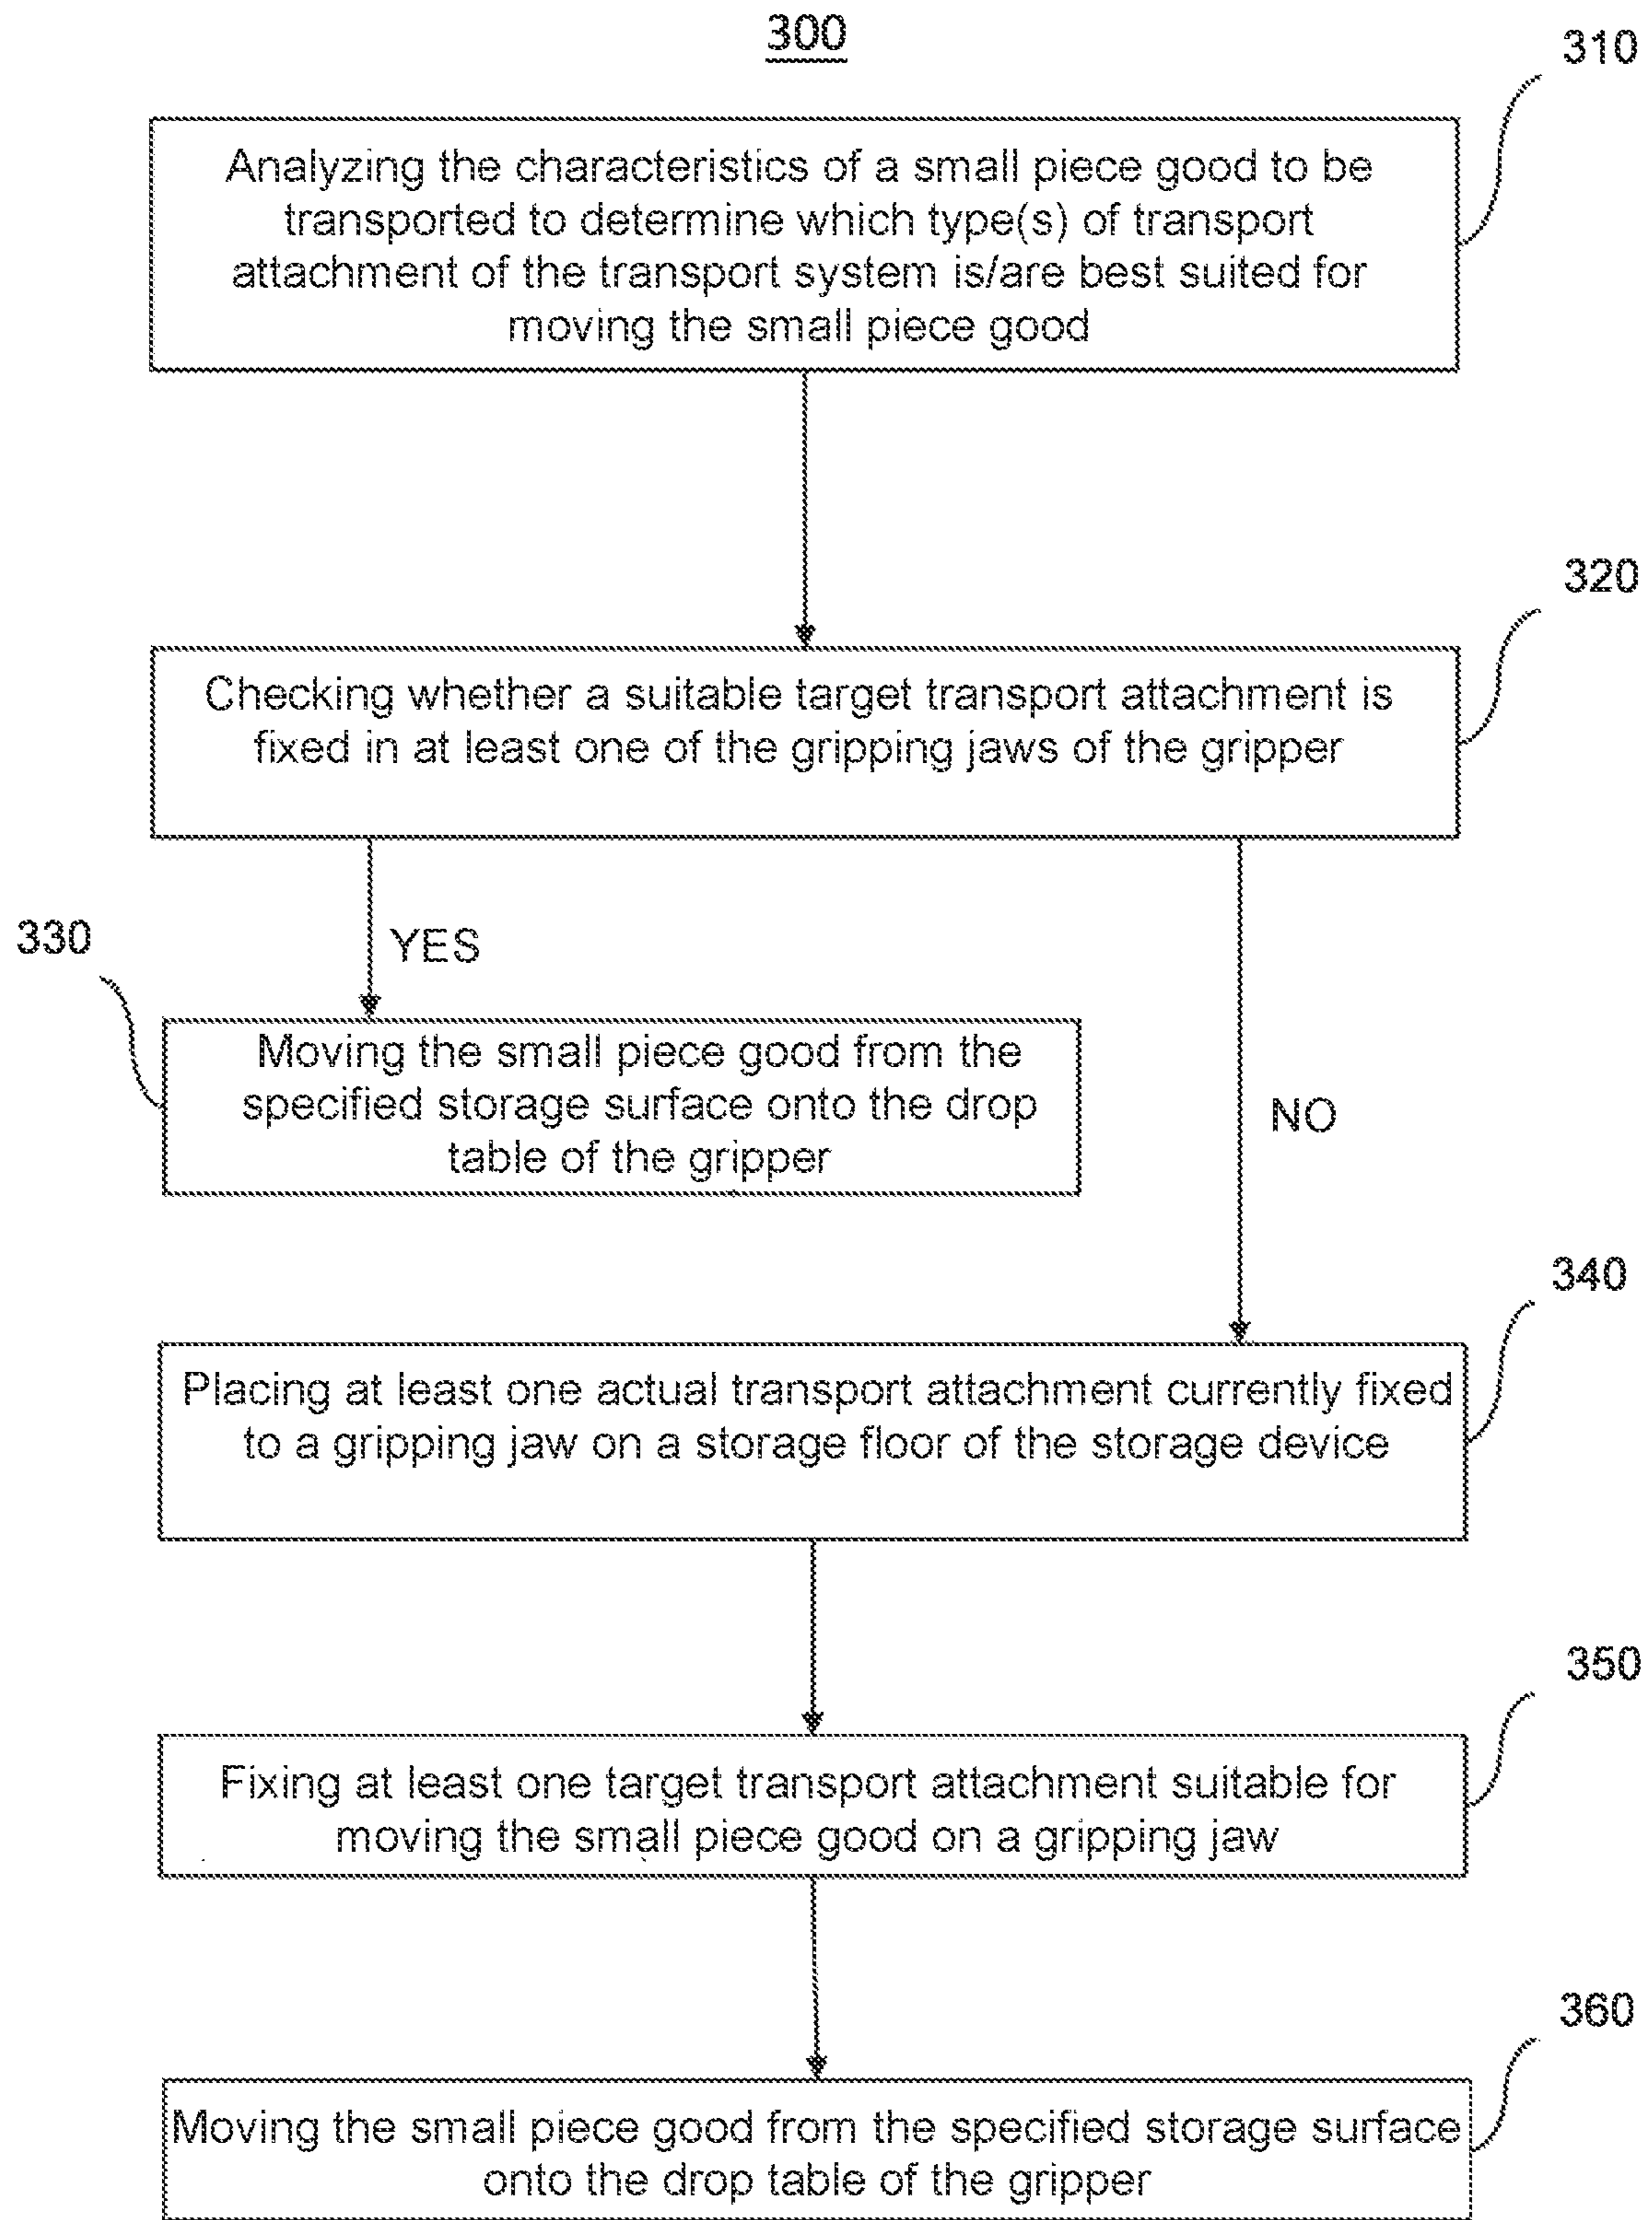 300
310
Analyzing the characteristics of a small piece good to be
transported to determine which type(s) of transport
attachment of the transport system is/are best suited for
moving the small piece good
320
Checking whether a suitable target transport attachment is
fixed in at least one of the gripping jaws of the gripper
330
YES
Moving the small piece good from the
specified storage surface onto the drop
table of the gripper
NO
340
Placing at least one actual transport attachment currently fixed
to a gripping jaw on a storage floor of the storage device
350
Fixing at least one target transport attachment suitable for
moving the small piece good on a gripping jaw
360
Moving the small piece good from the specified storage surface
onto the drop table of the gripper